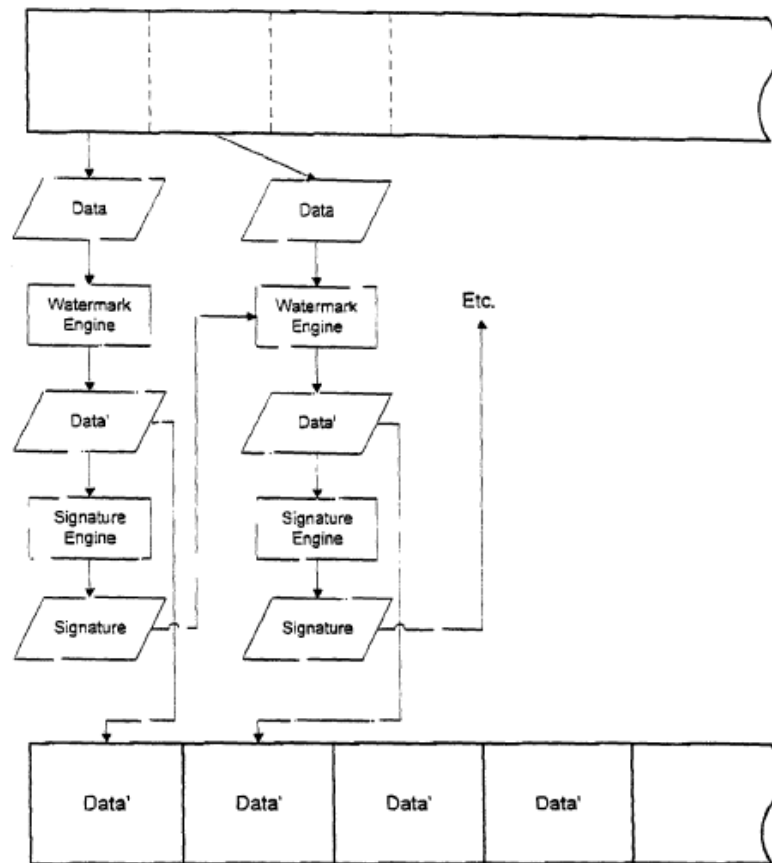 Data
Data
Watermark
Engine
Watermark
Engine
Etc.
Data'
Data'
Signature
Engine
Signature
Engine
Signature
Signature
Data'
Data'
Data'
Data'